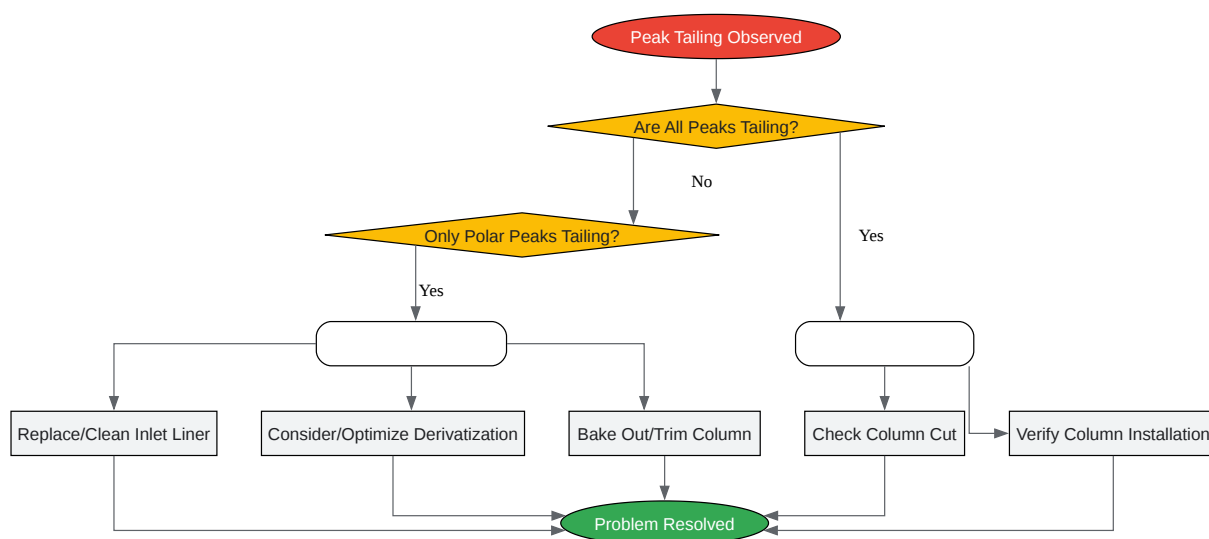 Peak Tailing Observed
Are All Peaks Tailing?
No
Only Polar Peaks Tailing?
Yes
Yes
Replace/Clean Inlet Liner
Consider/Optimize Derivatization
Bake Out/Trim Column
Check Column Cut
Verify Column Installation
Problem Resolved